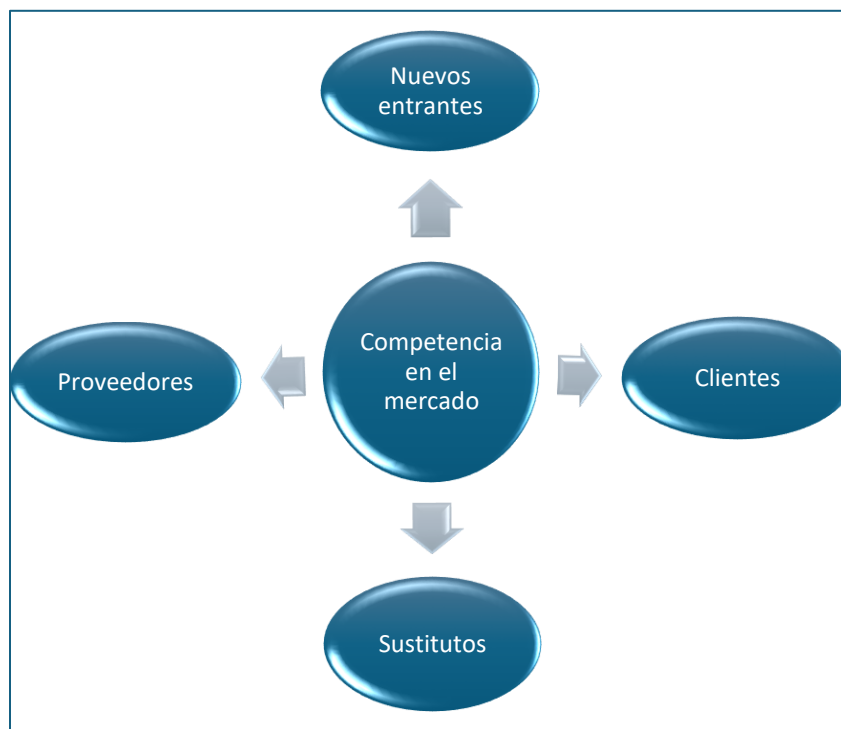 Nuevos
entrantes
Proveedores
Competencia
en el
mercado
Clientes
Sustitutos